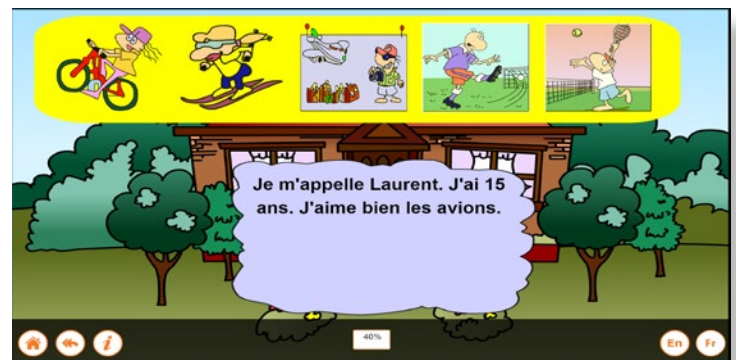 Je m'appelle Laurent. J'ai 15
ans. J'aime bien les avions.
40%
i
En
Fr